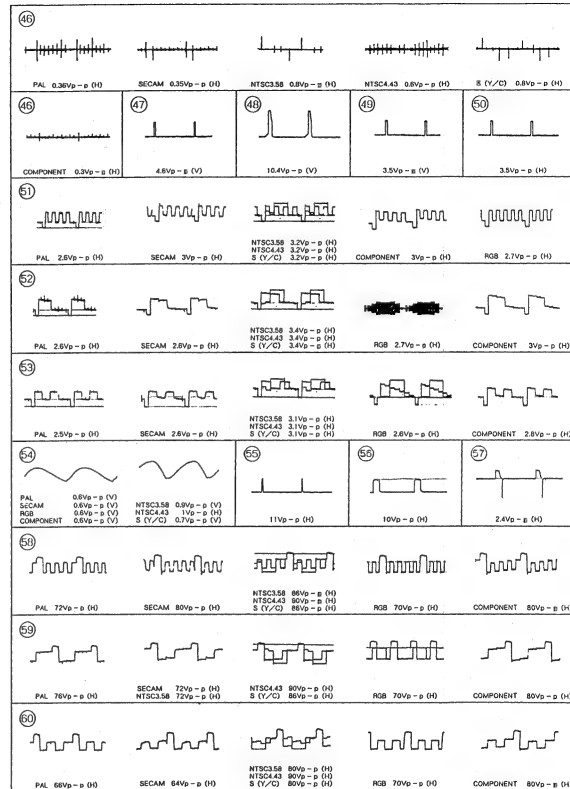 46
PAL 0.36Vp-p (H) SECAM 0.35Vp-p (H) NTSC3.58 0.8Vp-p (H) NTSC4.43 0.6Vp-p (H) (Y/C) 0.8Vp-p (H)
46 47 48 49 50
COMPONENT 0.3Vp-p (H) 4.6Vp-p (V) 10.4Vp-p (V) 3.5Vp-p (V) 3.5Vp-p (H)
51
NTSC3.58 3.2Vp-p (H)
NTSC4.43 3.2Vp-p (H)
PAL 2.6Vp-p (H) SECAM 3Vp-p (H) S (Y/C) 3.2Vp-p (H) COMPONENT 3Vp-p (H) RGB 2.7Vp-p (H)
52
NTSC3.58 3.4Vp-p (H)
NTSC4.43 3.4Vp-p (H)
PAL 2.6Vp-p (H) SECAM 2.6Vp-p (H) S (Y/C) 3.4Vp-p (H) RGB 2.7Vp-p (H) COMPONENT 3Vp-p (H)
53
NTSC3.58 3.1Vp-p (H)
NTSC4.43 3.1Vp-p (H)
PAL 2.5Vp-p (H) SECAM 2.6Vp-p (H) S (Y/C) 3.1Vp-p (H) RGB 2.6Vp-p (H) COMPONENT 2.8Vp-p (H)
54 55 56 57
PAL 0.6Vp-p (V)
SECAM 0.6Vp-p (V) NTSC3.58 0.9Vp-p (V)
RGB 0.6Vp-p (V) NTSC4.43 1Vp-p (H)
COMPONENT 0.6Vp-p (V) S (Y/C) 0.7Vp-p (V) 11Vp-p (H) 10Vp-p (H) 2.4Vp-p (H)
58
NTSC3.58 86Vp-p (H)
NTSC4.43 90Vp-p (H)
PAL 72Vp-p (H) SECAM 80Vp-p (H) S (Y/C) 86Vp-p (H) RGB 70Vp-p (H) COMPONENT 80Vp-p (H)
59
SECAM 72Vp-p (H) NTSC4.43 90Vp-p (H)
PAL 76Vp-p (H) NTSC3.58 72Vp-p (H) S (Y/C) 86Vp-p (H) RGB 70Vp-p (H) COMPONENT 80Vp-p (H)
60
NTSC3.58 80Vp-p (H)
NTSC4.43 90Vp-p (H)
PAL 66Vp-p (H) SECAM 64Vp-p (H) S (Y/C) 80Vp-p (H) RGB 70Vp-p (H) COMPONENT 80Vp-p (H)